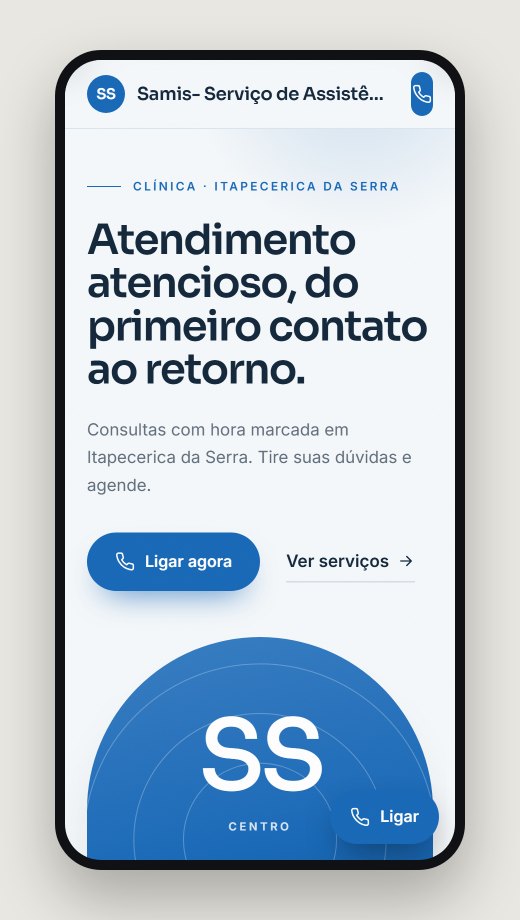 SS Samis- Serviço de Assistê...
CLÍNICA · ITAPECERICA DA SERRA
Atendimento
atencioso, do
primeiro contato
ao retorno.
Consultas com hora marcada em
Itapecerica da Serra. Tire suas dúvidas e
agende.
Ligar agora Ver serviços →
SS
CENTRO
Ligar